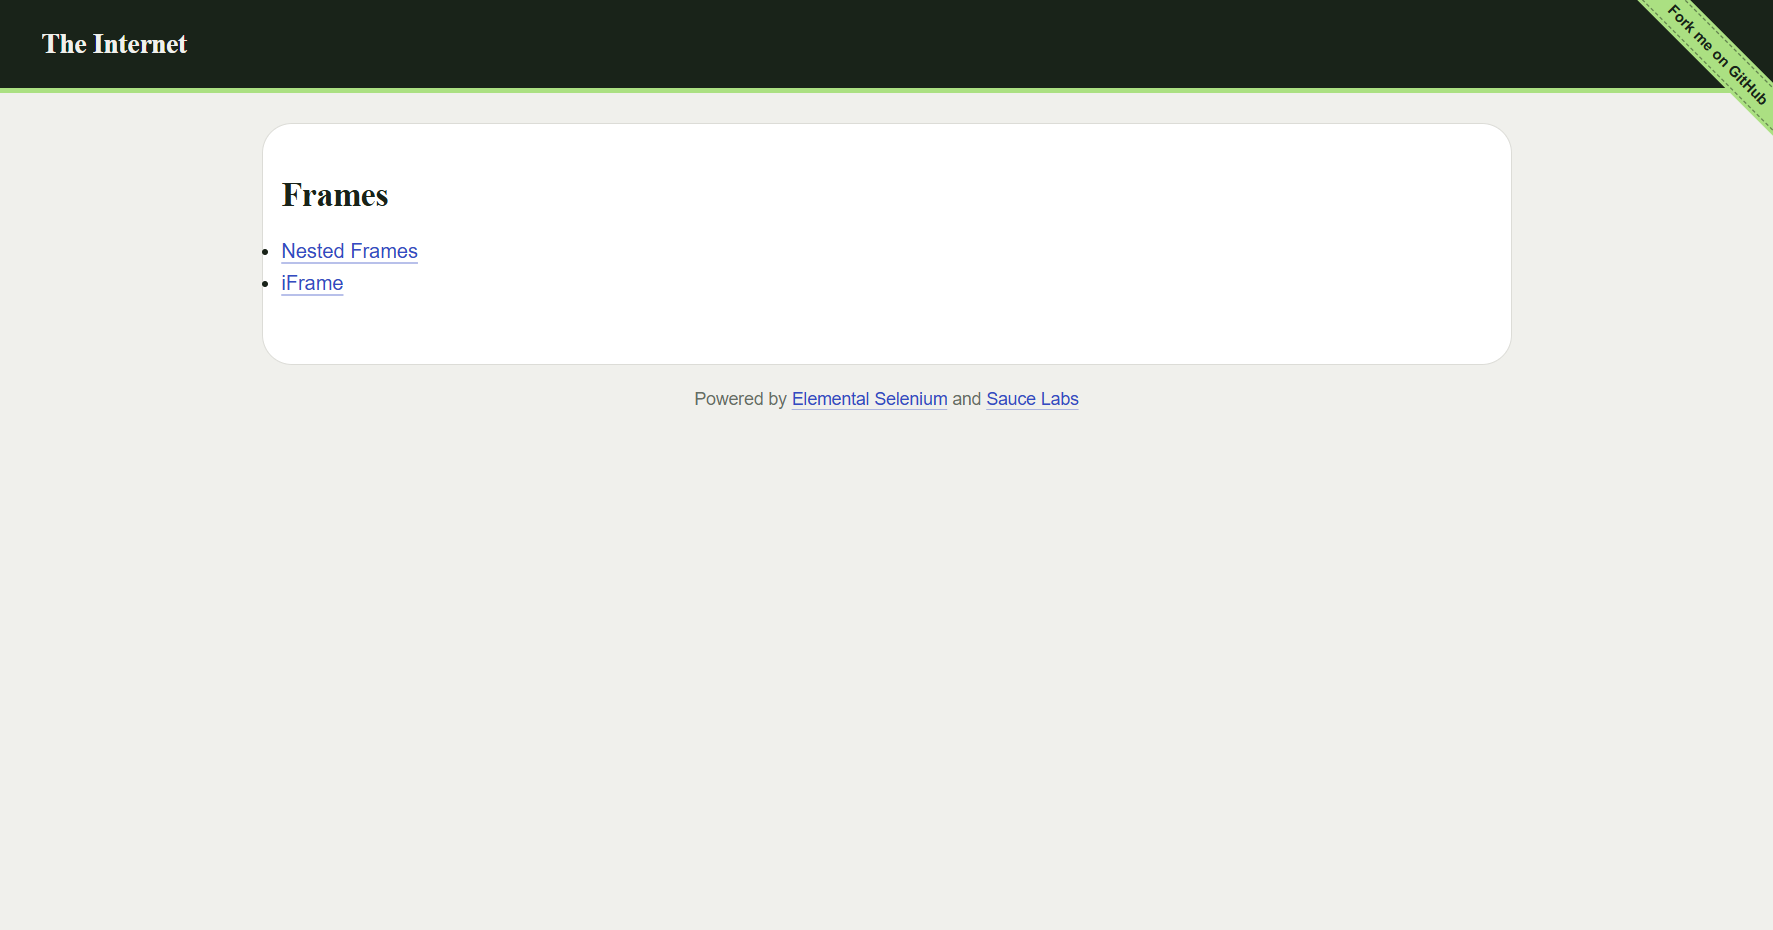 The Internet
Fork me on GitHub
Frames
Nested Frames
iFrame
Powered by Elemental Selenium and Sauce Labs